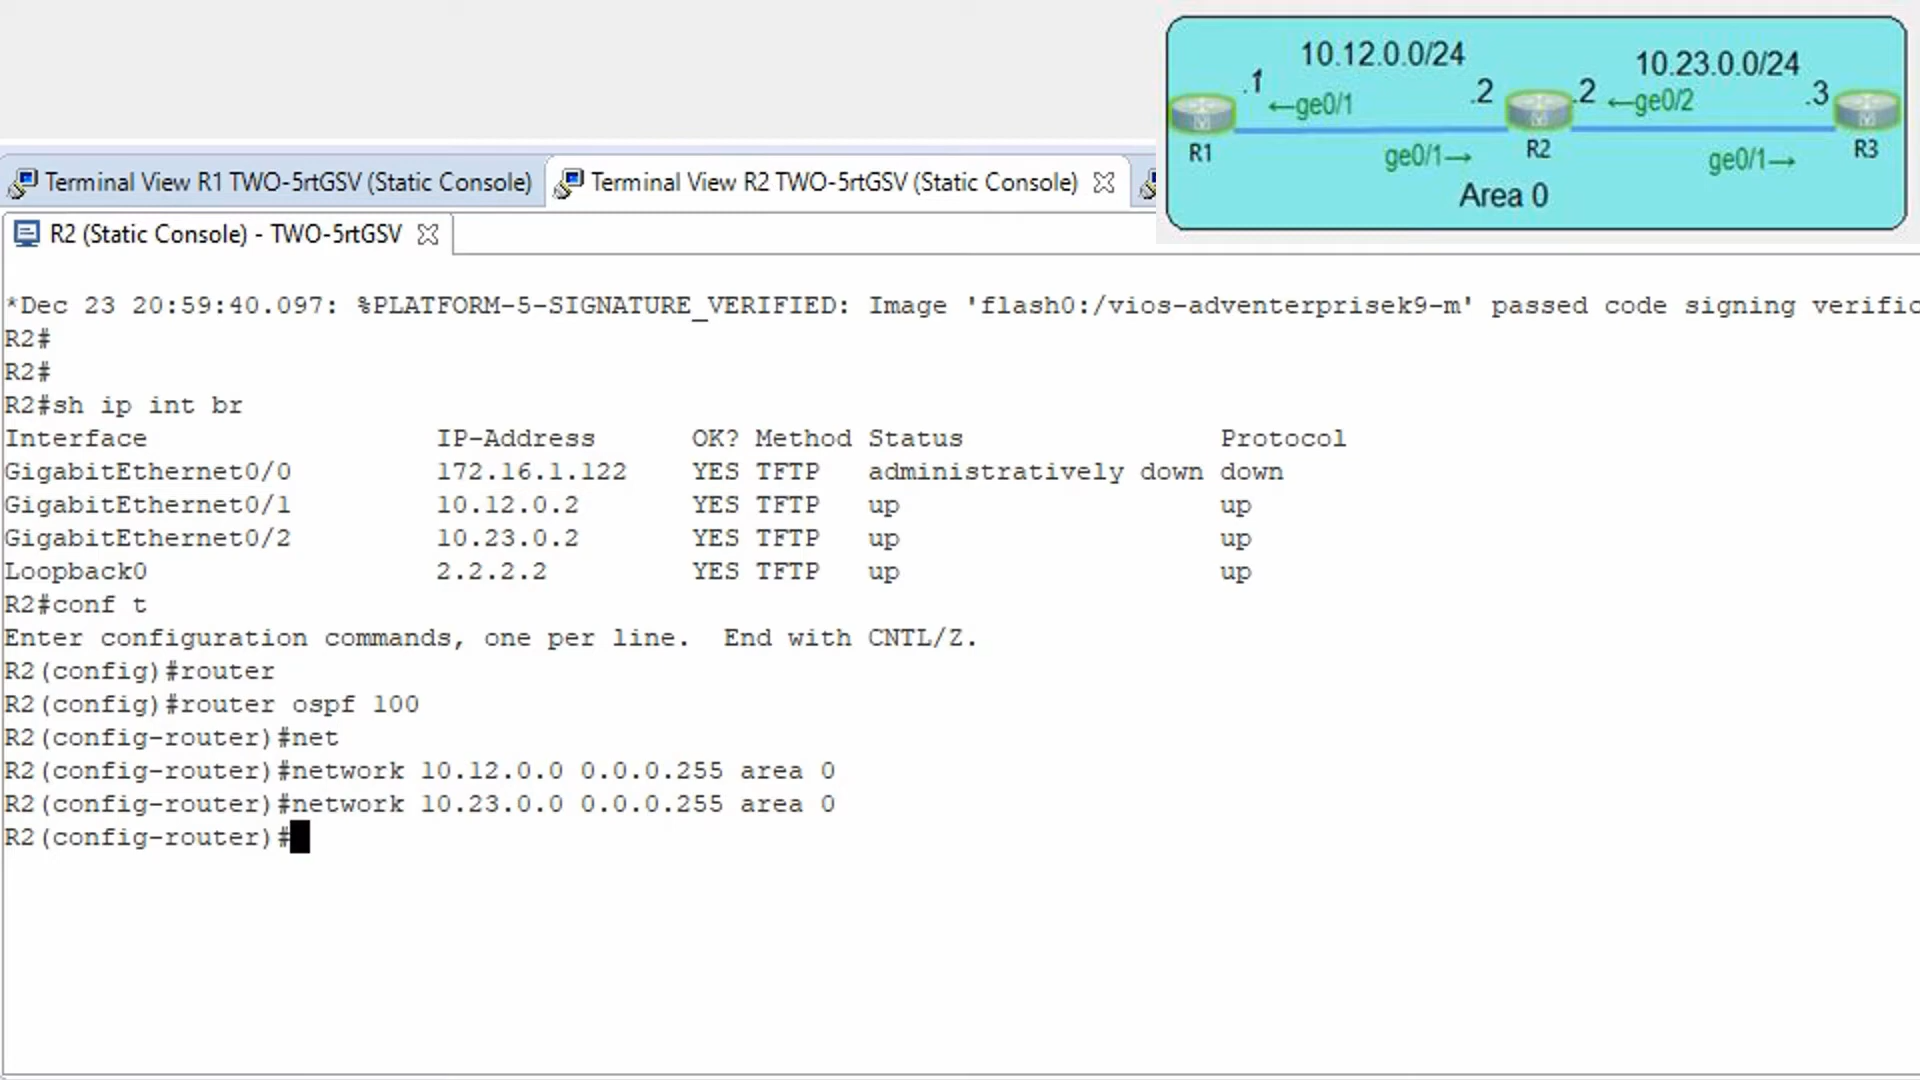 10.12.0.0/24
10.23.0.0/24
.1
←ge0/1
.2
.2
←ge0/2
.3
R1
ge0/1→
R2
ge0/1→
R3
Area 0
Terminal View R1 TWO-5rtGSV (Static Console)
Terminal View R2 TWO-5rtGSV (Static Console)
R2 (Static Console) - TWO-5rtGSV
*Dec 23 20:59:40.097: %PLATFORM-5-SIGNATURE_VERIFIED: Image 'flash0:/vios-adventerprisek9-m' passed code signing verific
R2#
R2#
R2#sh ip int br
Interface IP-Address OK? Method Status Protocol
GigabitEthernet0/0 172.16.1.122 YES TFTP administratively down down
GigabitEthernet0/1 10.12.0.2 YES TFTP up up
GigabitEthernet0/2 10.23.0.2 YES TFTP up up
Loopback0 2.2.2.2 YES TFTP up up
R2#conf t
Enter configuration commands, one per line. End with CNTL/Z.
R2(config)#router
R2(config)#router ospf 100
R2(config-router)#net
R2(config-router)#network 10.12.0.0 0.0.0.255 area 0
R2(config-router)#network 10.23.0.0 0.0.0.255 area 0
R2(config-router)#